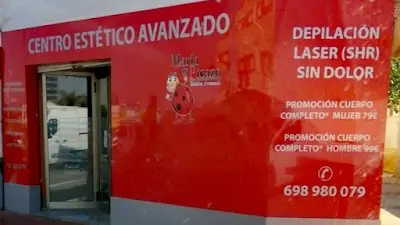 CENTRO ESTÉTICO AVANZADO
DEPILACIÓN
LASER (SHR)
SIN DOLOR
PROMOCIÓN CUERPO
COMPLETO* MUJER 79€
PROMOCIÓN CUERPO
COMPLETO* HOMBRE 99€
698 980 079